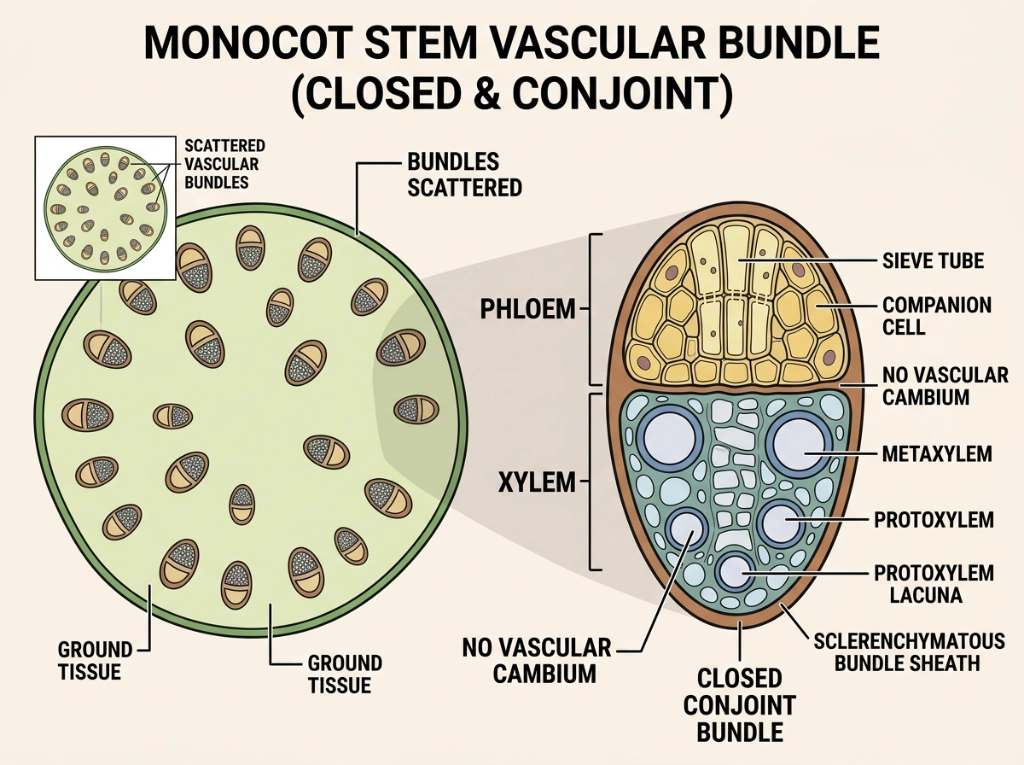 MONOCOT STEM VASCULAR BUNDLE
(CLOSED & CONJOINT)
SCATTERED
VASCULAR
BUNDLES
BUNDLES
SCATTERED
PHLOEM
SIEVE TUBE
COMPANION
CELL
NO VASCULAR
CAMBIUM
METAXYLEM
XYLEM
PROTOXYLEM
PROTOXYLEM
LACUNA
SCLERENCHYMATOUS
BUNDLE SHEATH
GROUND
TISSUE
GROUND
TISSUE
NO VASCULAR
CAMBIUM
CLOSED
CONJOINT
BUNDLE